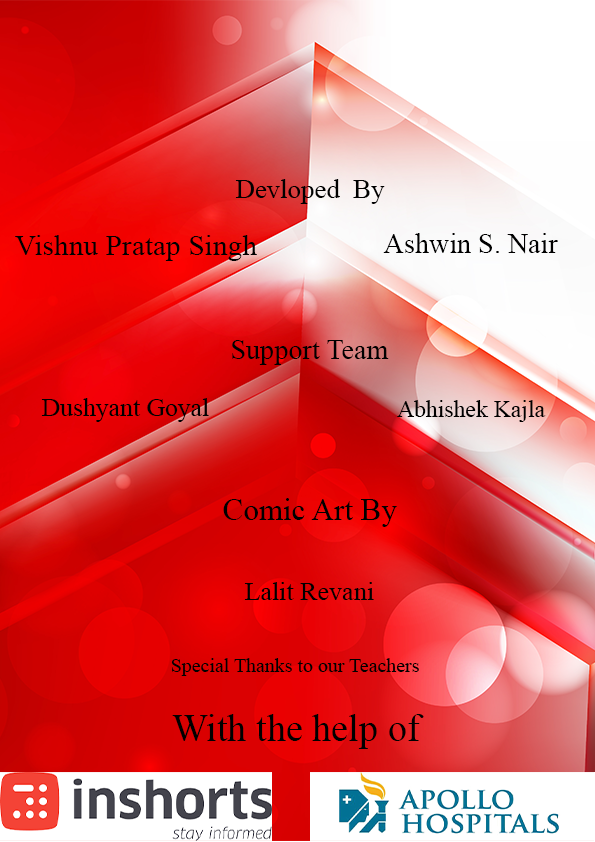 Devloped By
Vishnu Pratap Singh
Ashwin S. Nair
Support Team
Dushyant Goyal
Abhishek Kajla
Comic Art By
Lalit Revani
Special Thanks to our Teachers
With the help of
inshorts
stay informed
APOLLO
HOSPITALS